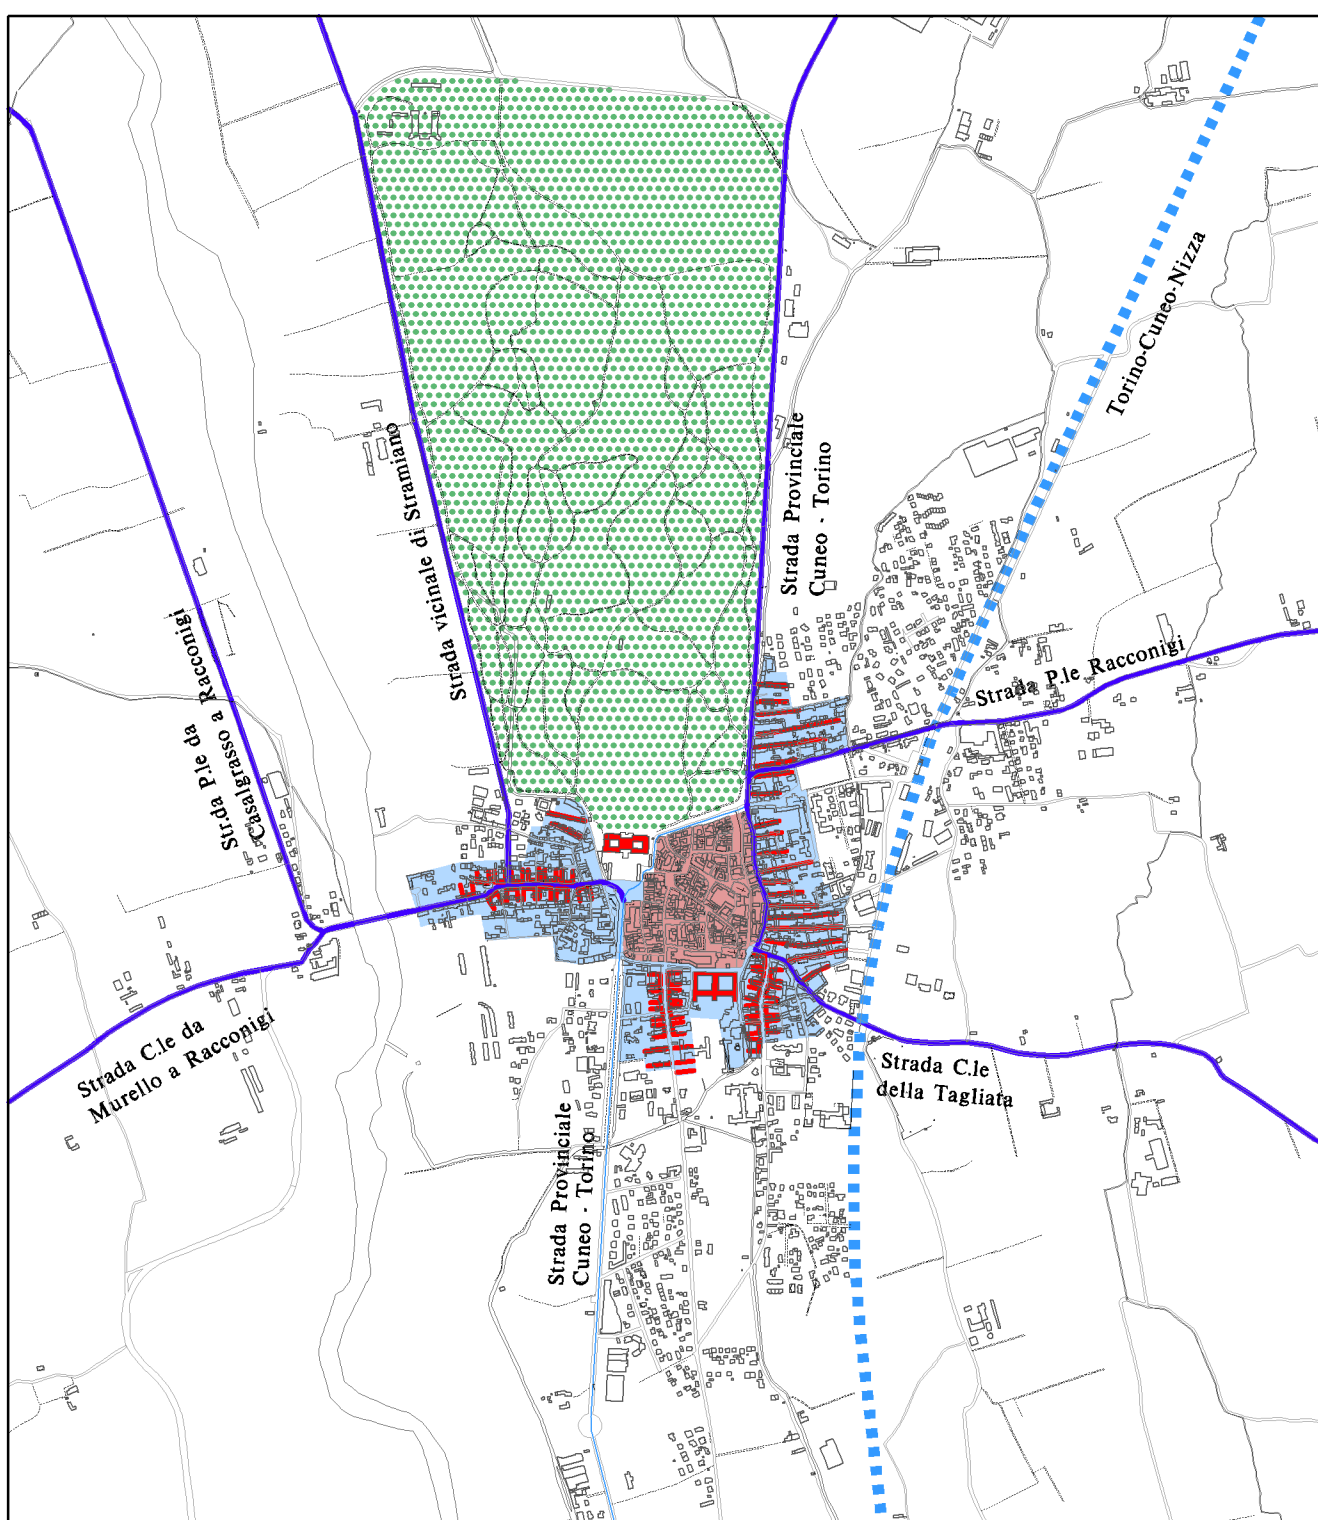 Torino-Cuneo-Nizza
Strada vicinale di Stramiano
Strada Provinciale
Cuneo - Torino
Strada P.le Racconigi
Str.da P.le da
Casalgrasso a Racconigi
Strada C.le da
Murello a Racconigi
Strada C.le
della Tagliata
Strada Provinciale
Cuneo - Torino